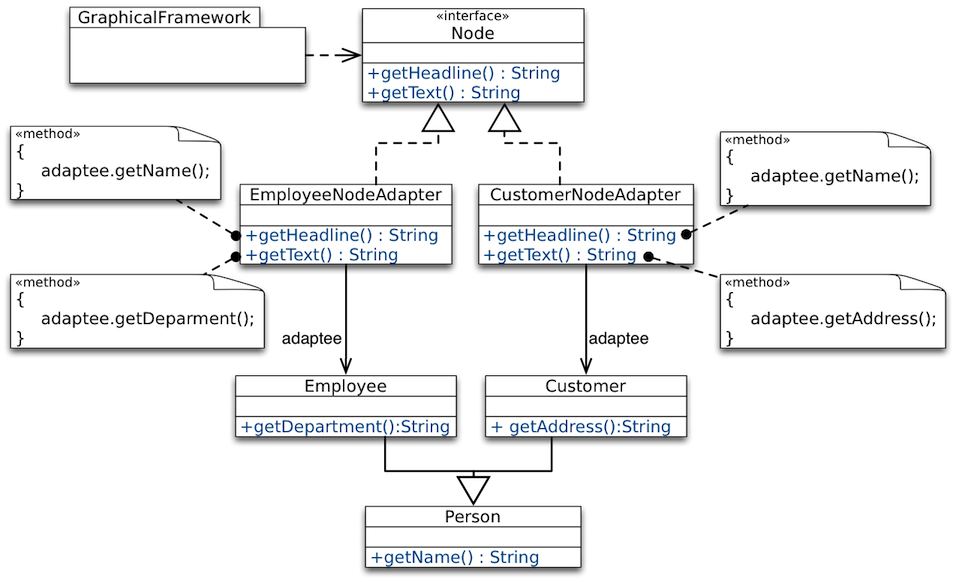 GraphicalFramework
«interface»
Node
+getHeadline() : String
+getText() : String
«method»
{
adaptee.getName();
}
«method»
{
adaptee.getName();
}
EmployeeNodeAdapter
+getHeadline() : String
+getText() : String
CustomerNodeAdapter
+getHeadline() : String
+getText() : String
«method»
{
adaptee.getDeparment();
}
«method»
{
adaptee.getAddress();
}
adaptee
adaptee
Employee
+getDepartment():String
Customer
+ getAddress():String
Person
+getName() : String